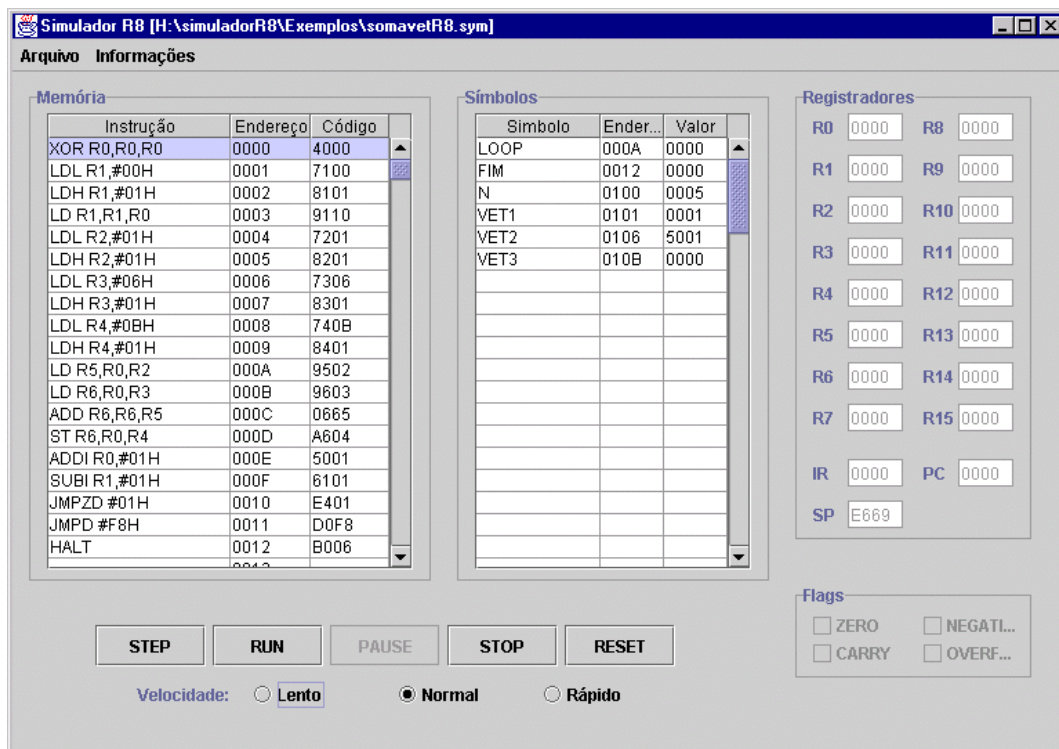 Simulador R8 [H:\simuladorR8\Exemplos\somavetR8.sym]
Arquivo Informações
Memória
Instrução Endereço Código
XOR R0,R0,R0 0000 4000
LDL R1,#00H 0001 7100
LDH R1,#01H 0002 8101
LD R1,R1,R0 0003 9110
LDL R2,#01H 0004 7201
LDH R2,#01H 0005 8201
LDL R3,#06H 0006 7306
LDH R3,#01H 0007 8301
LDL R4,#0BH 0008 740B
LDH R4,#01H 0009 8401
LD R5,R0,R2 000A 9502
LD R6,R0,R3 000B 9603
ADD R6,R6,R5 000C 0665
ST R6,R0,R4 000D A604
ADDI R0,#01H 000E 5001
SUBI R1,#01H 000F 6101
JMPZD #01H 0010 E401
JMPD #F8H 0011 D0F8
HALT 0012 B006
Símbolos
Simbolo Ender... Valor
LOOP 000A 0000
FIM 0012 0000
N 0100 0005
VET1 0101 0001
VET2 0106 5001
VET3 010B 0000
Registradores
R0 0000 R8 0000
R1 0000 R9 0000
R2 0000 R10 0000
R3 0000 R11 0000
R4 0000 R12 0000
R5 0000 R13 0000
R6 0000 R14 0000
R7 0000 R15 0000
IR 0000 PC 0000
SP E669
Flags
ZERO NEGATI...
CARRY OVERF...
STEP RUN PAUSE STOP RESET
Velocidade: Lento Normal Rápido